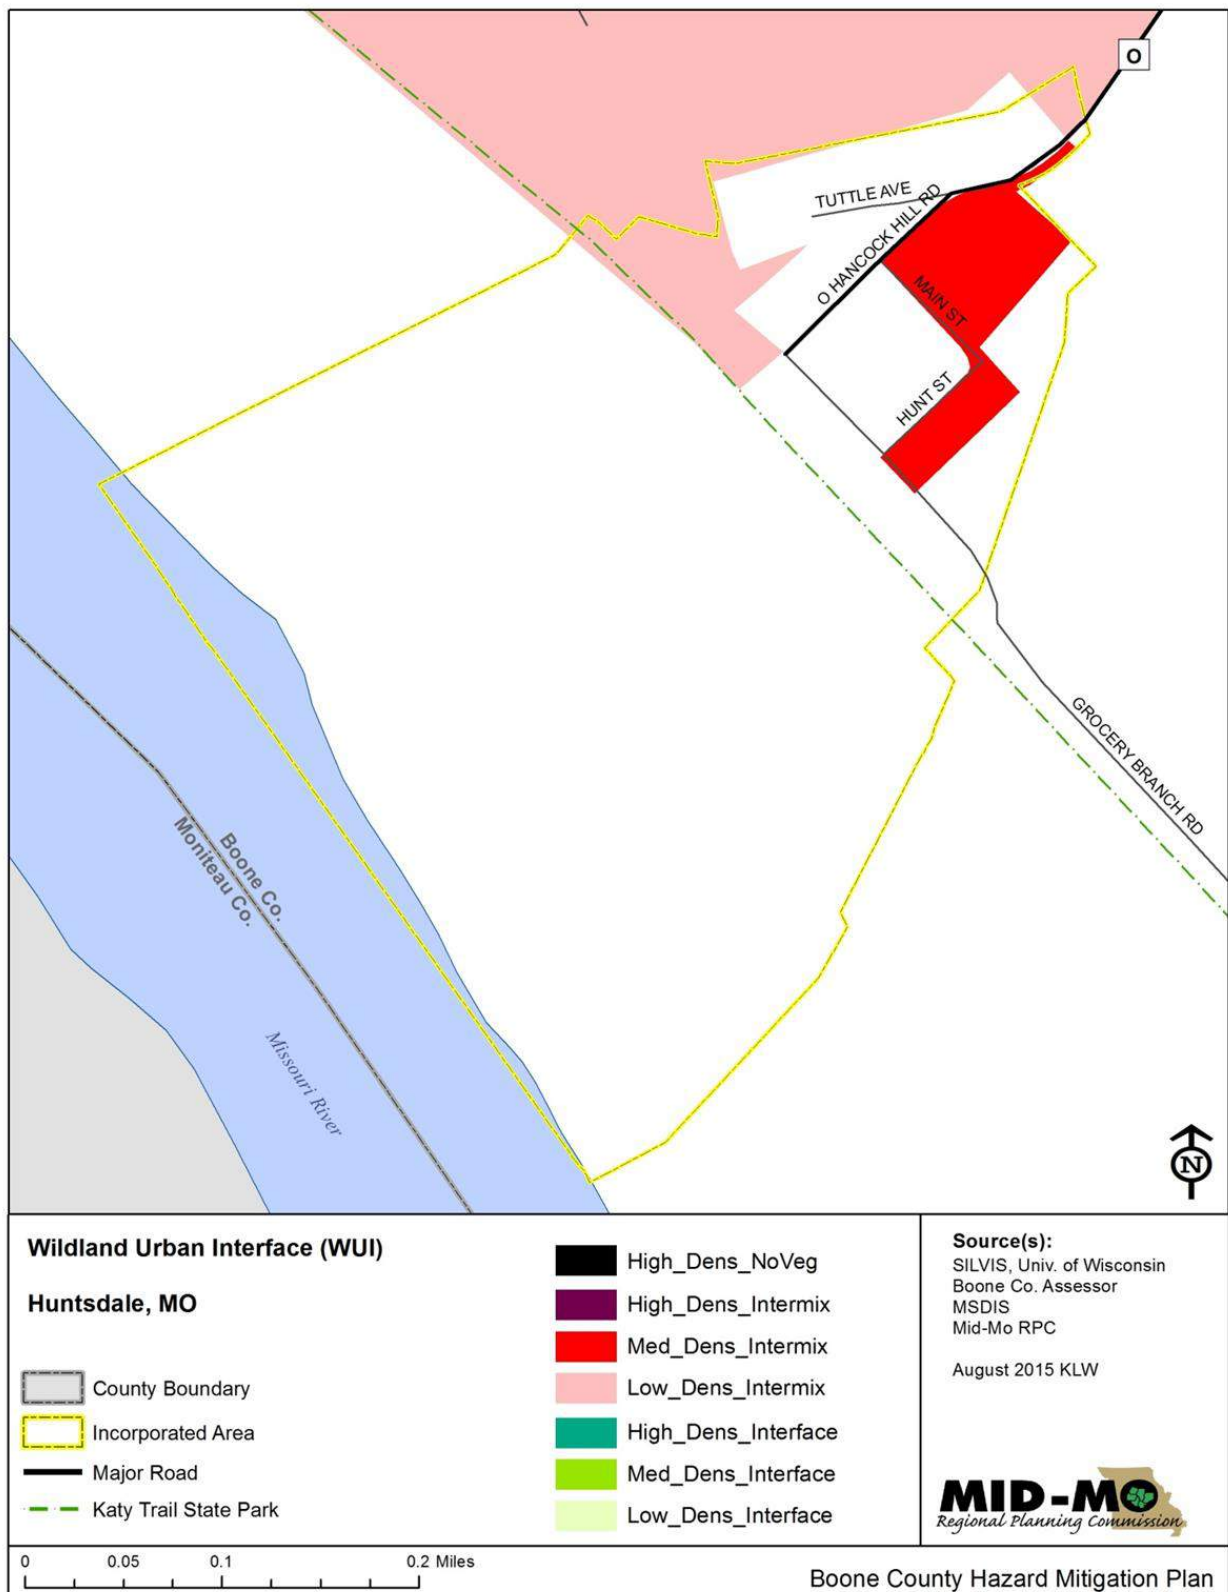 O
TUTTLE AVE
O HANCOCK HILL RD
MAIN ST
HUNT ST
GROCERY BRANCH RD
Boone Co.
Moniteau Co.
Missouri River
N
Wildland Urban Interface (WUI)
Huntsdale, MO
County Boundary
Incorporated Area
Major Road
Katy Trail State Park
High_Dens_NoVeg
High_Dens_Intermix
Med_Dens_Intermix
Low_Dens_Intermix
High_Dens_Interface
Med_Dens_Interface
Low_Dens_Interface
Source(s):
SILVIS, Univ. of Wisconsin
Boone Co. Assessor
MSDIS
Mid-Mo RPC
August 2015 KLW
MID-MO
Regional Planning Commission
0 0.05 0.1 0.2 Miles
Boone County Hazard Mitigation Plan